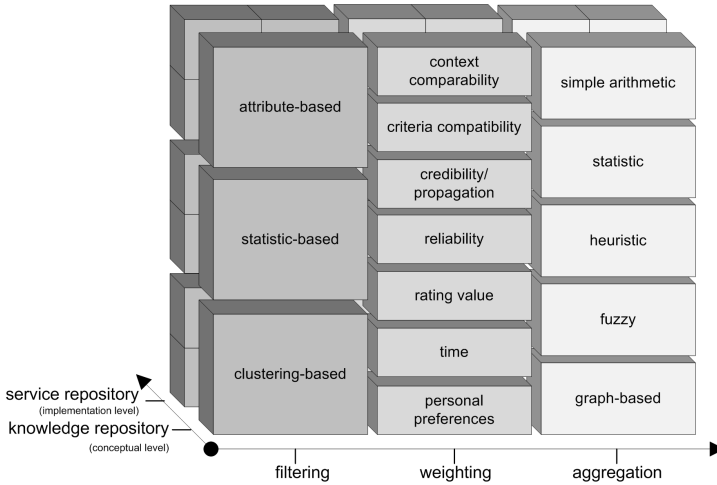 attribute-based
statistic-based
clustering-based
context
comparability
criteria compatibility
credibility/
propagation
reliability
rating value
time
personal
preferences
simple arithmetic
statistic
heuristic
fuzzy
graph-based
service repository
(implementation level)
knowledge repository
(conceptual level)
filtering
weighting
aggregation